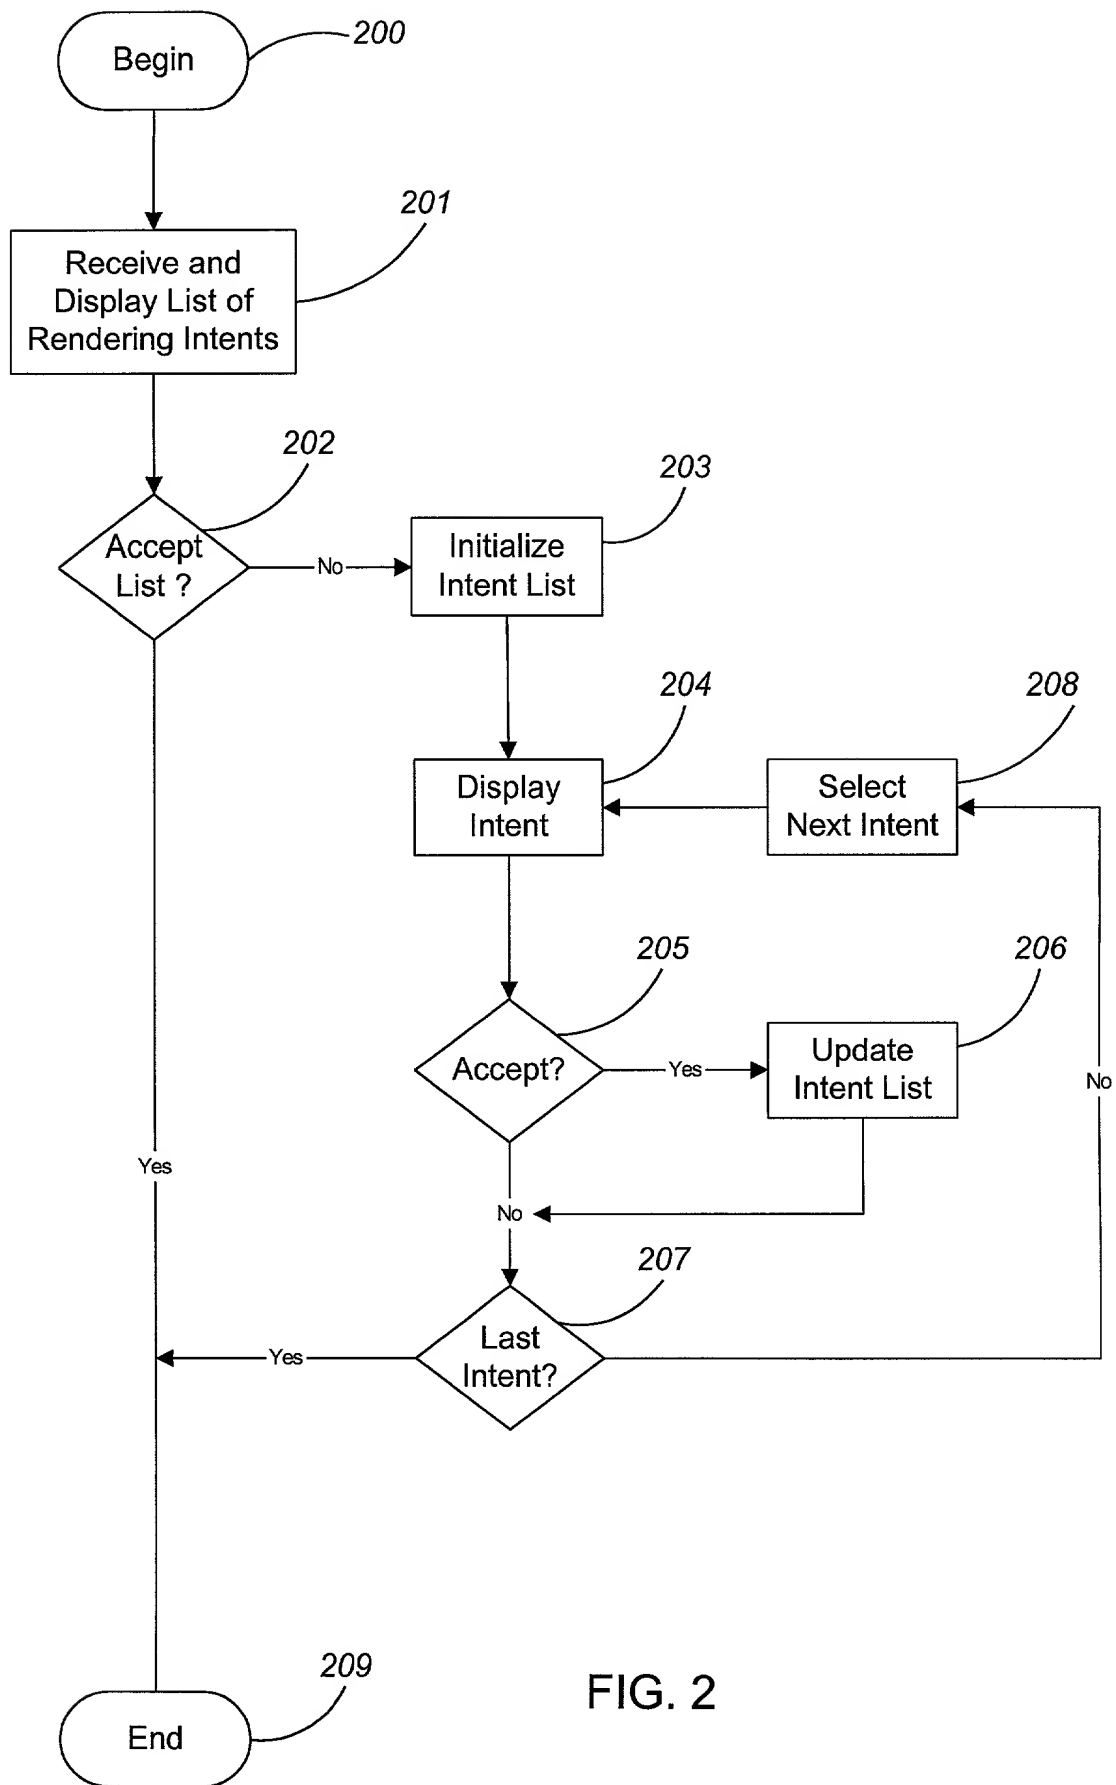 Begin
200
201
Receive and
Display List of
Rendering Intents
202
Accept
List ?
No
203
Initialize
Intent List
204
Display
Intent
208
Select
Next Intent
205
Accept?
Yes
206
Update
Intent List
No
Yes
No
207
Last
Intent?
Yes
209
End
FIG. 2